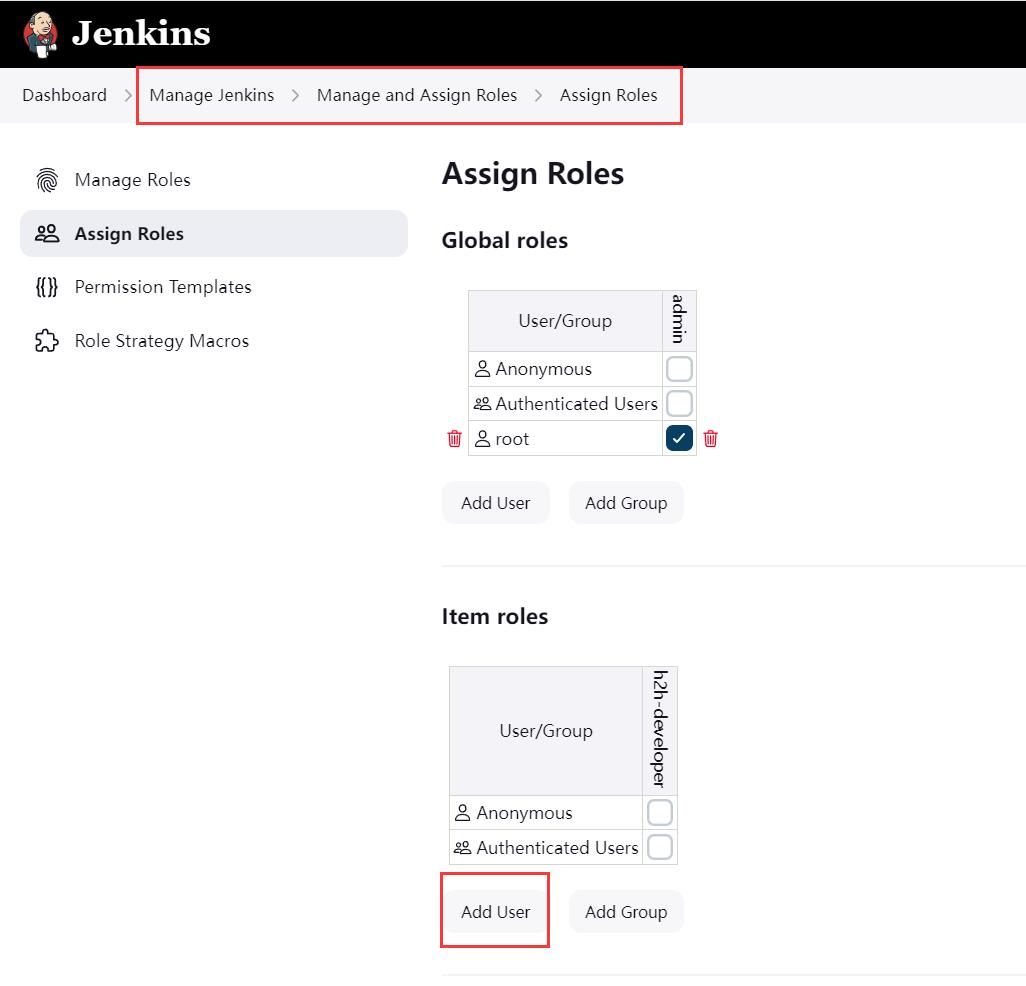 Jenkins
Dashboard > Manage Jenkins > Manage and Assign Roles > Assign Roles
Manage Roles
Assign Roles
Permission Templates
Role Strategy Macros
Assign Roles
Global roles
User/Group admin
Anonymous
Authenticated Users
root
Add User Add Group
Item roles
User/Group h2h-developer
Anonymous
Authenticated Users
Add User Add Group